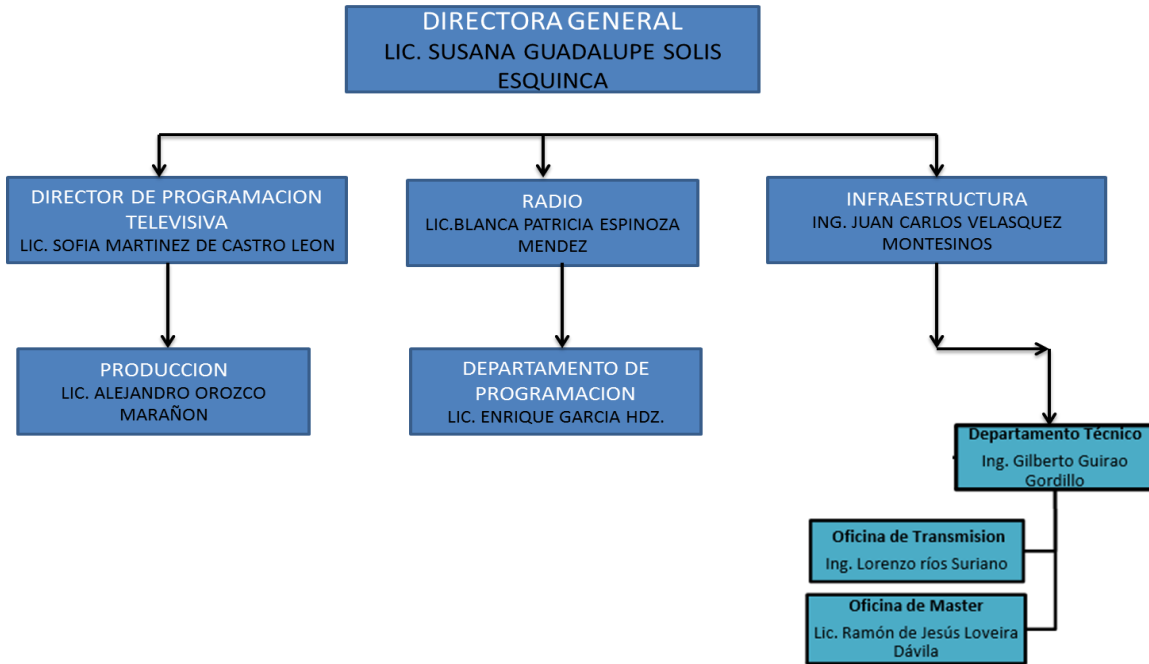 DIRECTORA GENERAL
LIC. SUSANA GUADALUPE SOLIS
ESQUINCA
DIRECTOR DE PROGRAMACION
TELEVISIVA
LIC. SOFIA MARTINEZ DE CASTRO LEON
RADIO
LIC.BLANCA PATRICIA ESPINOZA
MENDEZ
INFRAESTRUCTURA
ING. JUAN CARLOS VELASQUEZ
MONTESINOS
PRODUCCION
LIC. ALEJANDRO OROZCO
MARAÑON
DEPARTAMENTO DE
PROGRAMACION
LIC. ENRIQUE GARCIA HDZ.
Departamento Técnico
Ing. Gilberto Guirao
Gordillo
Oficina de Transmision
Ing. Lorenzo ríos Suriano
Oficina de Master
Lic. Ramón de Jesús Loveira
Dávila